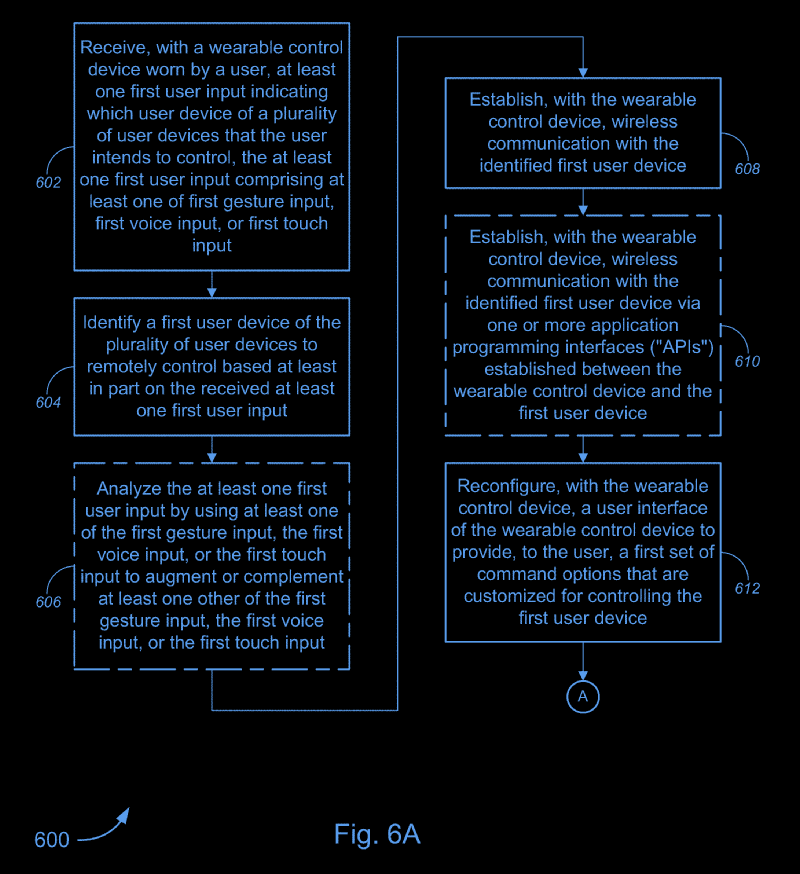 Receive, with a wearable control
device worn by a user, at least
one first user input indicating
which user device of a plurality
of user devices that the user
intends to control, the at least
one first user input comprising at
least one of first gesture input,
first voice input, or first touch
input
602
Identify a first user device of the
plurality of user devices to
remotely control based at least
in part on the received at least
one first user input
604
Analyze the at least one first
user input by using at least one
of the first gesture input, the first
voice input, or the first touch
input to augment or complement
at least one other of the first
gesture input, the first voice
input, or the first touch input
606
Establish, with the wearable
control device, wireless
communication with the
identified first user device
608
Establish, with the wearable
control device, wireless
communication with the
identified first user device via
one or more application
programming interfaces ("APIs")
established between the
wearable control device and the
first user device
610
Reconfigure, with the wearable
control device, a user interface
of the wearable control device to
provide, to the user, a first set of
command options that are
customized for controlling the
first user device
612
A
600
Fig. 6A